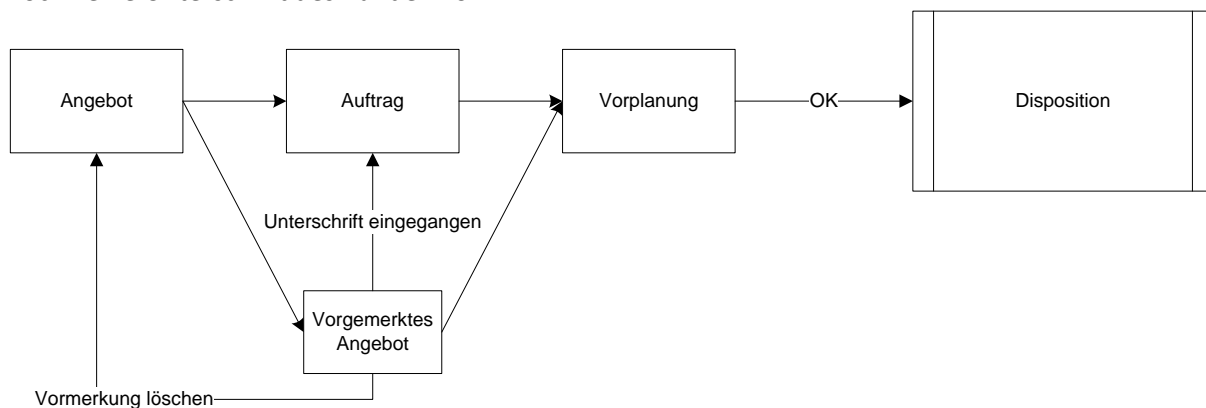 Angebot
Auftrag
Vorplanung
OK
Disposition
Unterschrift eingegangen
Vorgemerktes
Angebot
Vormerkung löschen